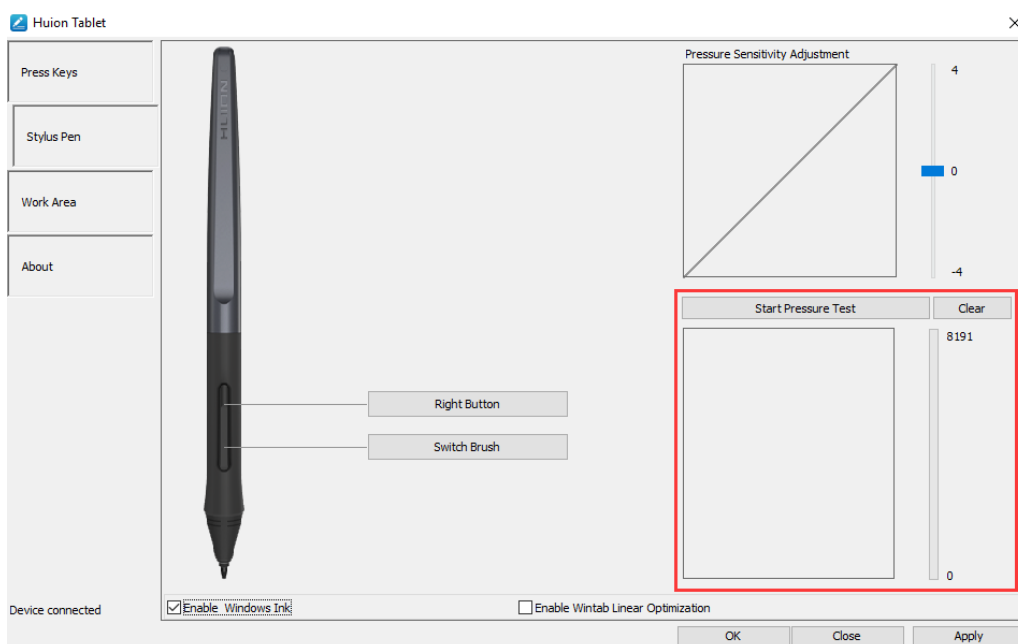 Huion Tablet
Press Keys
Stylus Pen
Work Area
About
HUION
Pressure Sensitivity Adjustment
4
0
-4
Start Pressure Test
Clear
8191
0
Right Button
Switch Brush
Device connected
Enable Windows Ink
Enable Wintab Linear Optimization
OK
Close
Apply